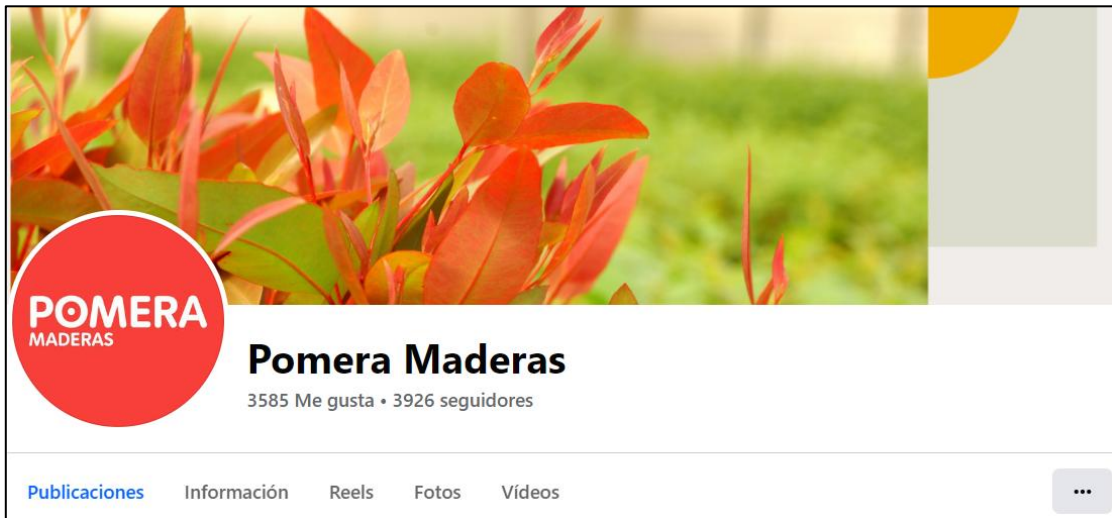 POMERA
MADERAS
Pomera Maderas
3585 Me gusta • 3926 seguidores
Publicaciones Información Reels Fotos Vídeos